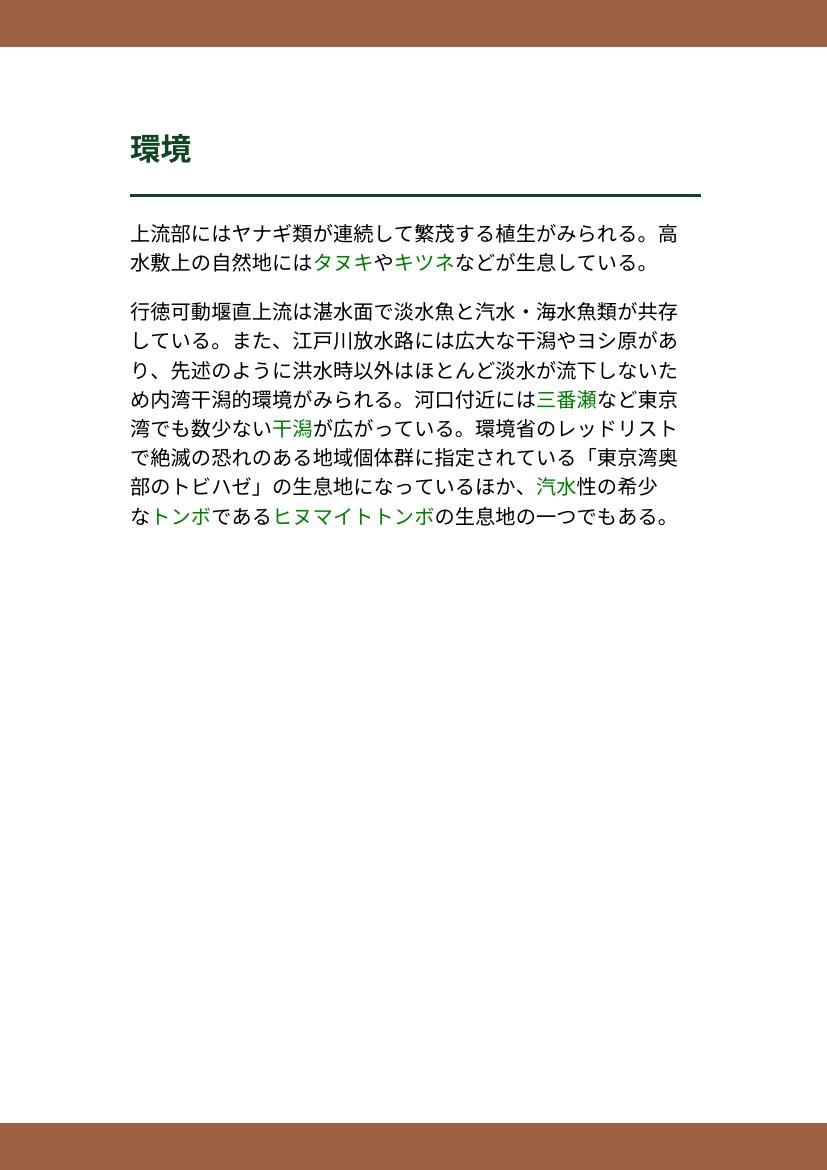 環境
上流部にはヤナギ類が連続して繁茂する植生がみられる。高
水敷上の自然地にはタヌキやキツネなどが生息している。
行徳可動堰直上流は湛水面で淡水魚と汽水・海水魚類が共存
している。また、江戸川放水路には広大な干潟やヨシ原があ
り、先述のように洪水時以外はほとんど淡水が流下しないた
め内湾干潟的環境がみられる。河口付近には三番瀬など東京
湾でも数少ない干潟が広がっている。環境省のレッドリスト
で絶滅の恐れのある地域個体群に指定されている「東京湾奥
部のトビハゼ」の生息地になっているほか、汽水性の希少
なトンボであるヒヌマイトトンボの生息地の一つでもある。